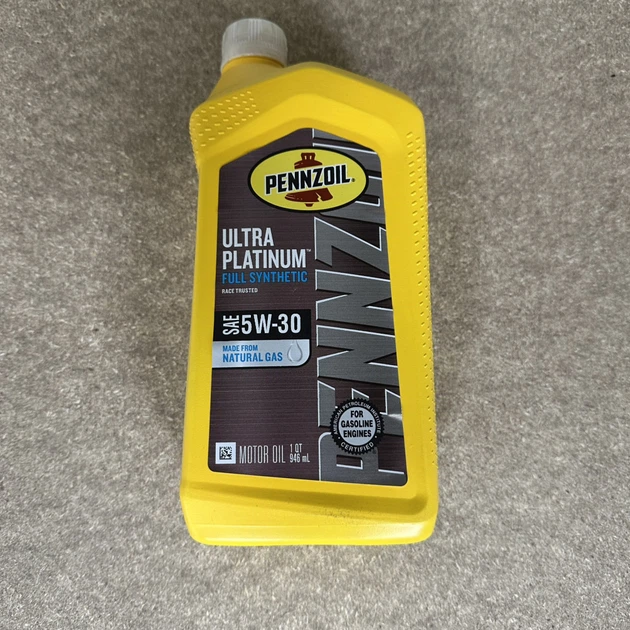 PENNZOIL®
ULTRA
PLATINUM™
FULL SYNTHETIC
RACE TRUSTED
SAE 5W-30
MADE FROM
NATURAL GAS
PENNZOIL
AMERICAN PETROLEUM INSTITUTE
FOR
GASOLINE
ENGINES
CERTIFIED
MOTOR OIL
1 QT
946 mL